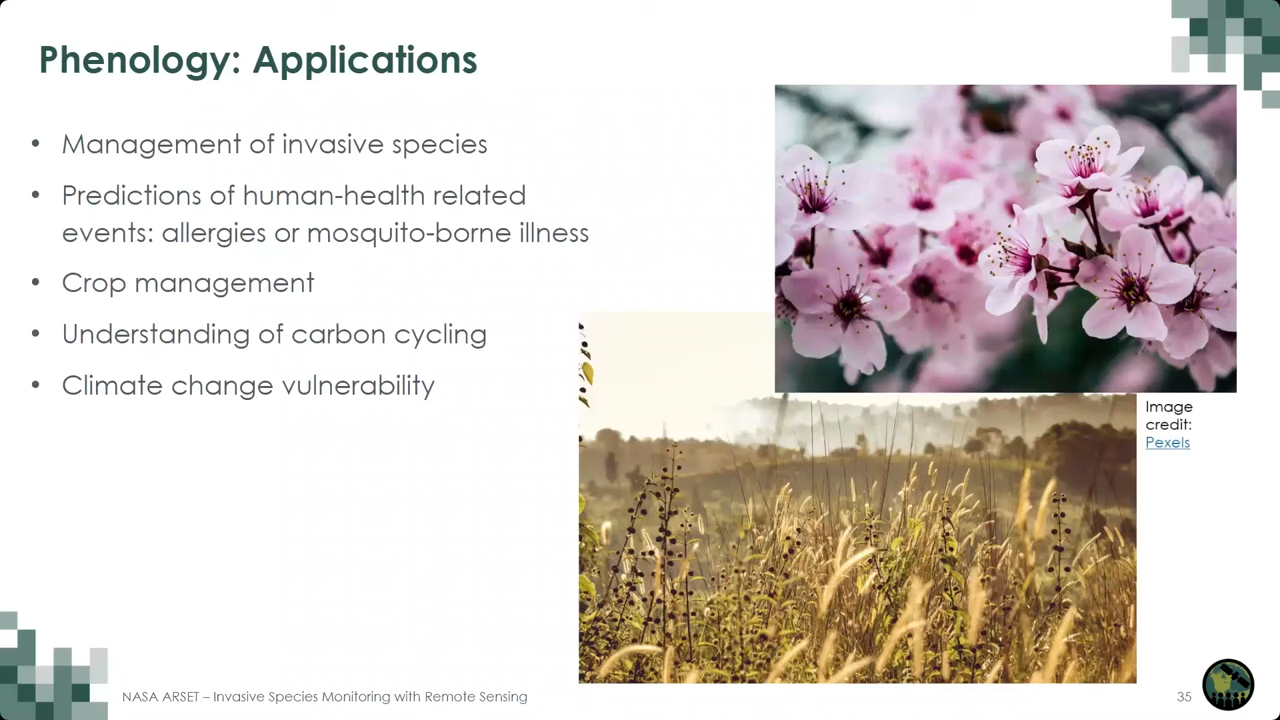 Phenology: Applications
• Management of invasive species
• Predictions of human-health related
events: allergies or mosquito-borne illness
• Crop management
• Understanding of carbon cycling
• Climate change vulnerability
Image
credit:
Pexels
NASA ARSET – Invasive Species Monitoring with Remote Sensing
35